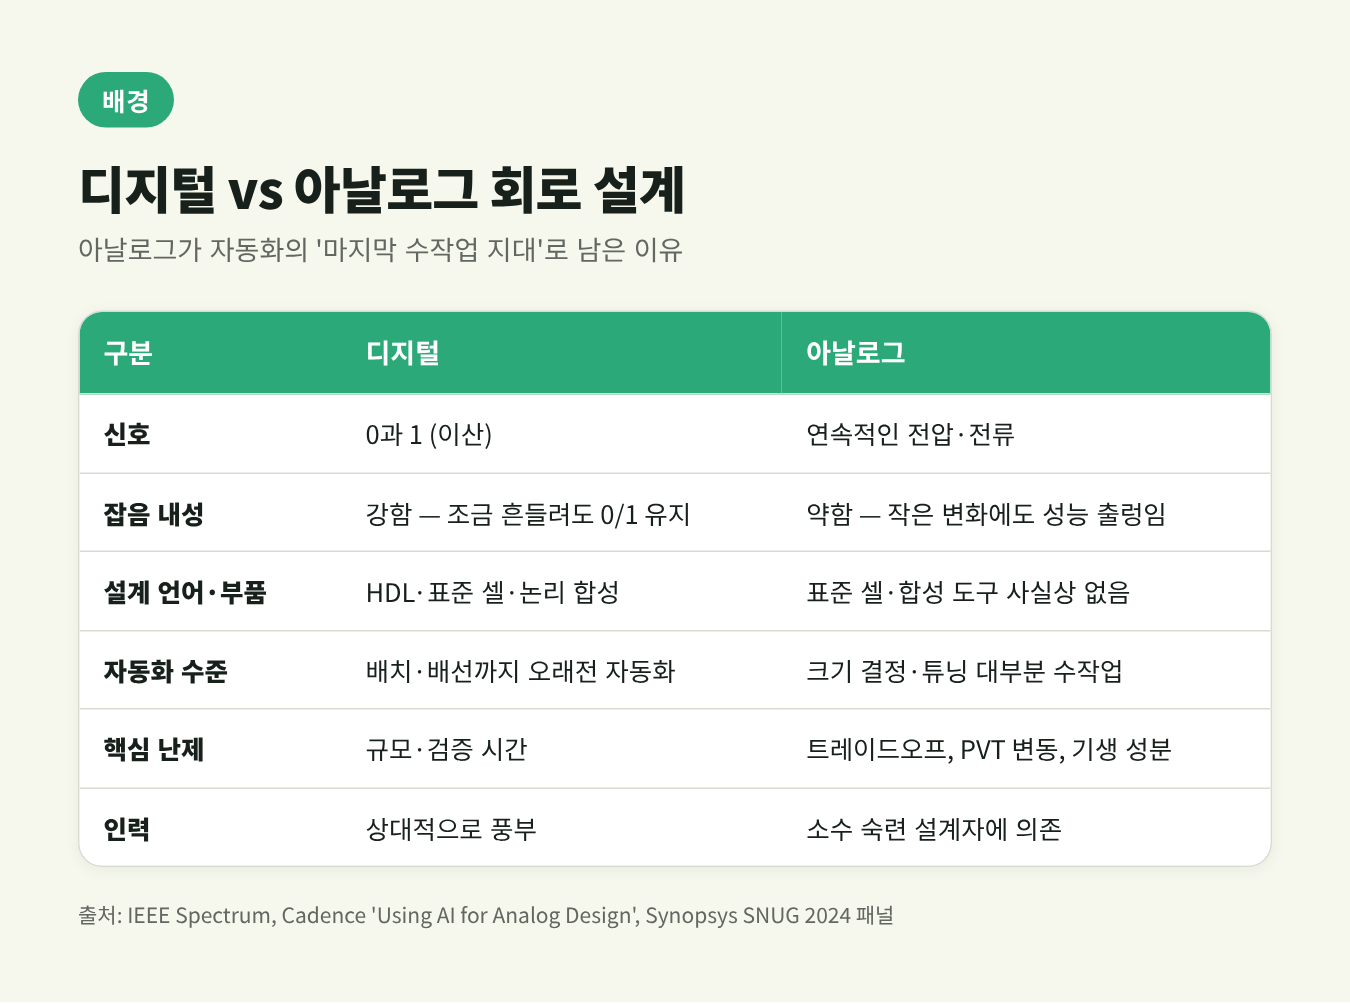 배경
디지털 vs 아날로그 회로 설계
아날로그가 자동화의 '마지막 수작업 지대'로 남은 이유
구분 디지털 아날로그
신호 0과 1 (이산) 연속적인 전압·전류
잡음 내성 강함 — 조금 흔들려도 0/1 유지 약함 — 작은 변화에도 성능 출렁임
설계 언어·부품 HDL·표준 셀·논리 합성 표준 셀·합성 도구 사실상 없음
자동화 수준 배치·배선까지 오래전 자동화 크기 결정·튜닝 대부분 수작업
핵심 난제 규모·검증 시간 트레이드오프, PVT 변동, 기생 성분
인력 상대적으로 풍부 소수 숙련 설계자에 의존
출처: IEEE Spectrum, Cadence 'Using AI for Analog Design', Synopsys SNUG 2024 패널